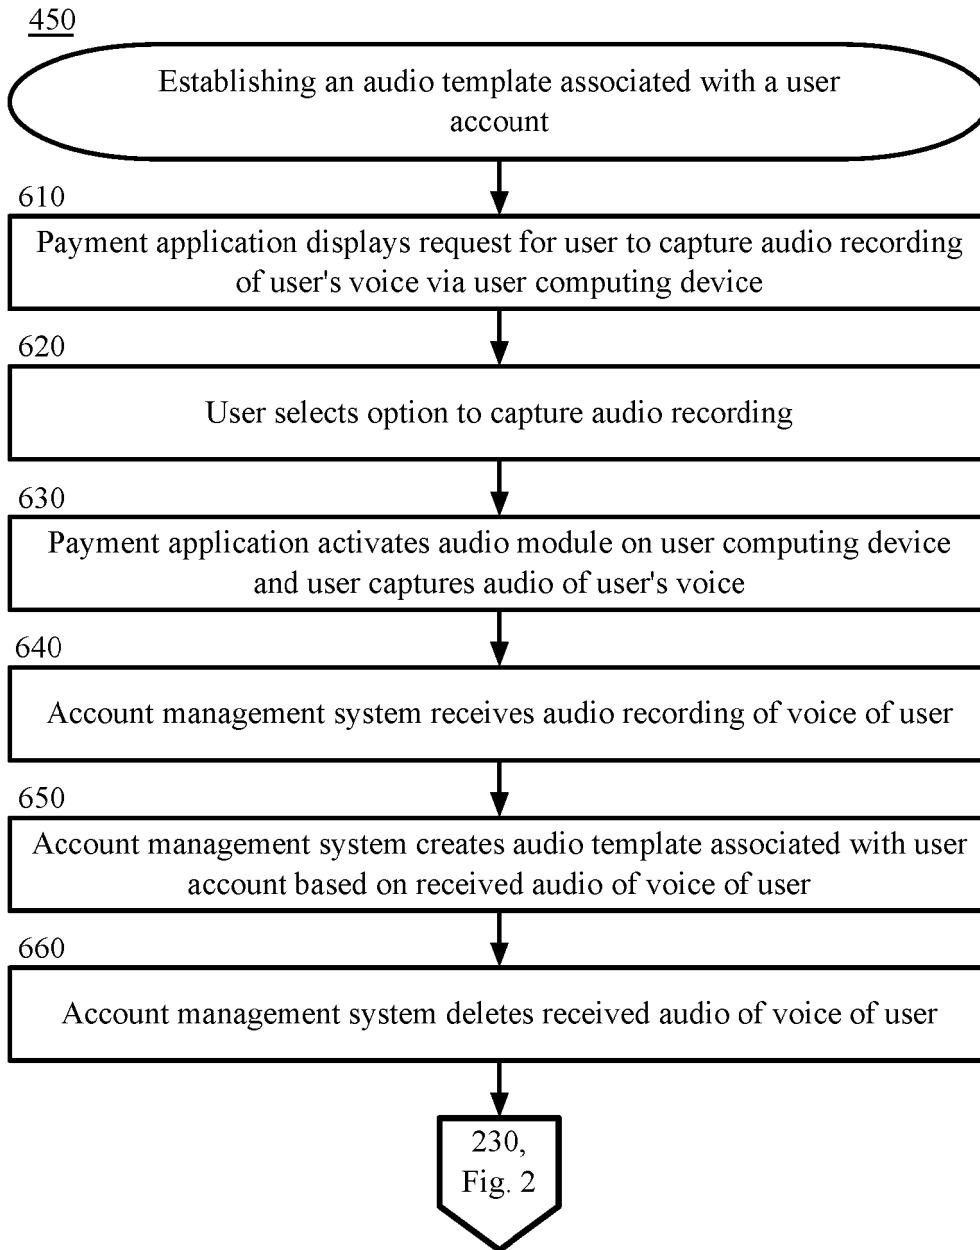 450
Establishing an audio template associated with a user
account
610
Payment application displays request for user to capture audio recording
of user's voice via user computing device
620
User selects option to capture audio recording
630
Payment application activates audio module on user computing device
and user captures audio of user's voice
640
Account management system receives audio recording of voice of user
650
Account management system creates audio template associated with user
account based on received audio of voice of user
660
Account management system deletes received audio of voice of user
230,
Fig. 2